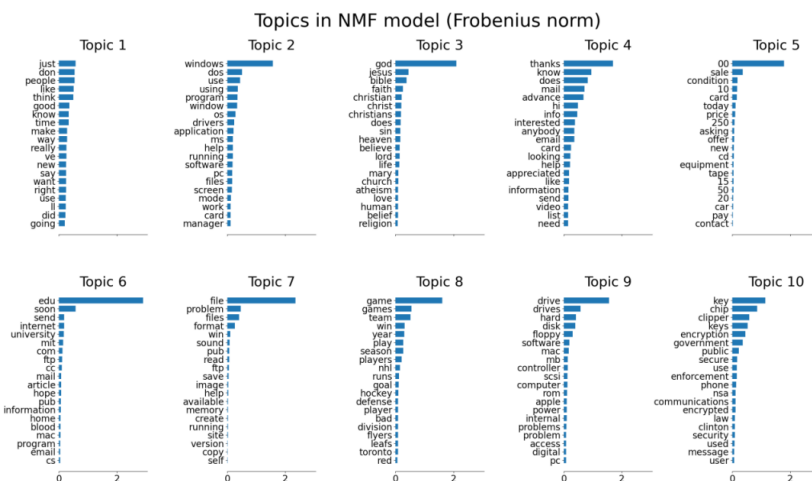 Topics in NMF model (Frobenius norm)
Topic 1
just
don
people
like
think
good
know
time
make
way
really
ve
new
say
want
right
use
ll
did
going
Topic 2
windows
dos
use
using
program
window
os
drivers
application
ms
help
running
software
pc
files
screen
mode
work
card
manager
Topic 3
god
jesus
bible
faith
christian
christ
christians
does
sin
heaven
believe
lord
life
mary
church
atheism
love
human
belief
religion
Topic 4
thanks
know
does
mail
advance
hi
info
interested
anybody
email
card
looking
help
appreciated
like
information
send
video
list
need
Topic 5
00
sale
condition
10
card
today
price
250
asking
offer
new
cd
equipment
tape
15
50
20
car
pay
contact
Topic 6
edu
soon
send
internet
university
mit
com
ftp
cc
mail
article
hope
pub
information
home
blood
mac
program
email
cs
0 2
Topic 7
file
problem
files
format
win
sound
pub
read
ftp
save
image
help
available
memory
create
running
site
version
copy
self
0 2
Topic 8
game
games
team
win
year
play
season
players
nhl
runs
goal
hockey
defense
player
bad
division
flyers
leafs
toronto
red
0 2
Topic 9
drive
drives
hard
disk
floppy
software
mac
mb
controller
scsi
computer
rom
apple
power
internal
problems
problem
access
digital
pc
0 2
Topic 10
key
chip
clipper
keys
encryption
government
public
secure
use
enforcement
phone
nsa
communications
encrypted
law
clinton
security
used
message
user
0 2